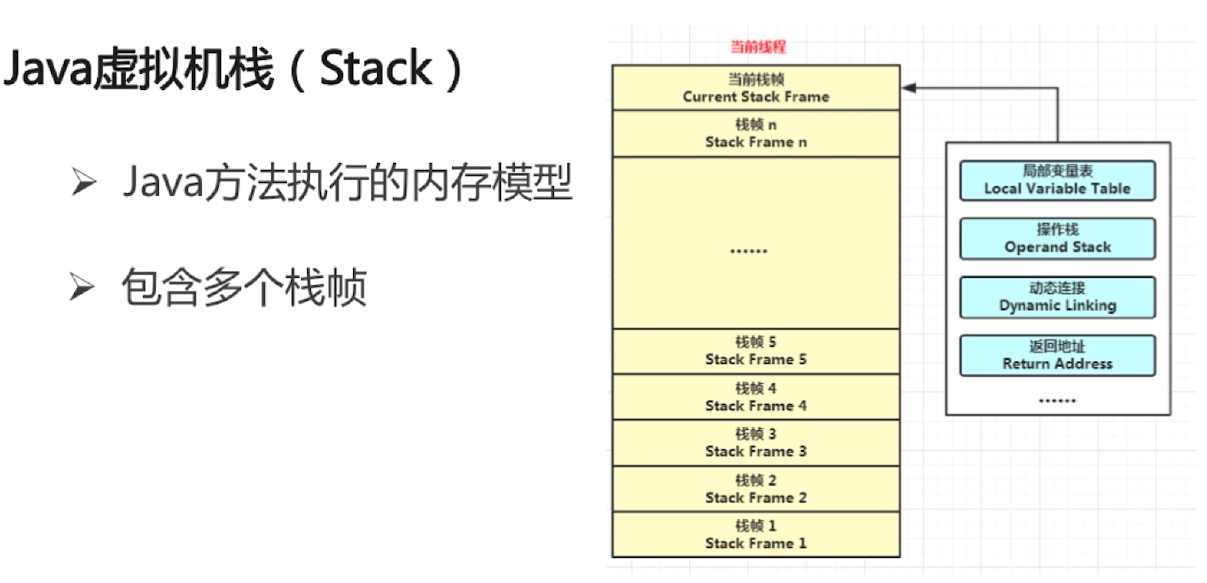 Java虚拟机栈（Stack）
Java方法执行的内存模型
包含多个栈帧
当前线程
当前栈帧
Current Stack Frame
栈帧 n
Stack Frame n
······
栈帧 5
Stack Frame 5
栈帧 4
Stack Frame 4
栈帧 3
Stack Frame 3
栈帧 2
Stack Frame 2
栈帧 1
Stack Frame 1
局部变量表
Local Variable Table
操作栈
Operand Stack
动态连接
Dynamic Linking
返回地址
Return Address
······